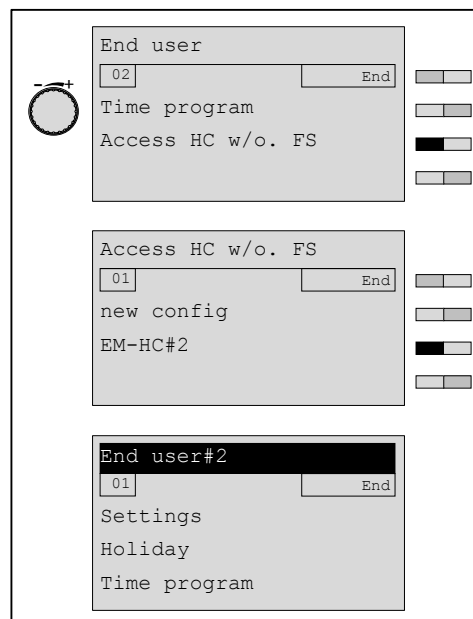 End user
02 End
- +
Time program
Access HC w/o. FS
Access HC w/o. FS
01 End
new config
EM-HC#2
End user#2
01 End
Settings
Holiday
Time program